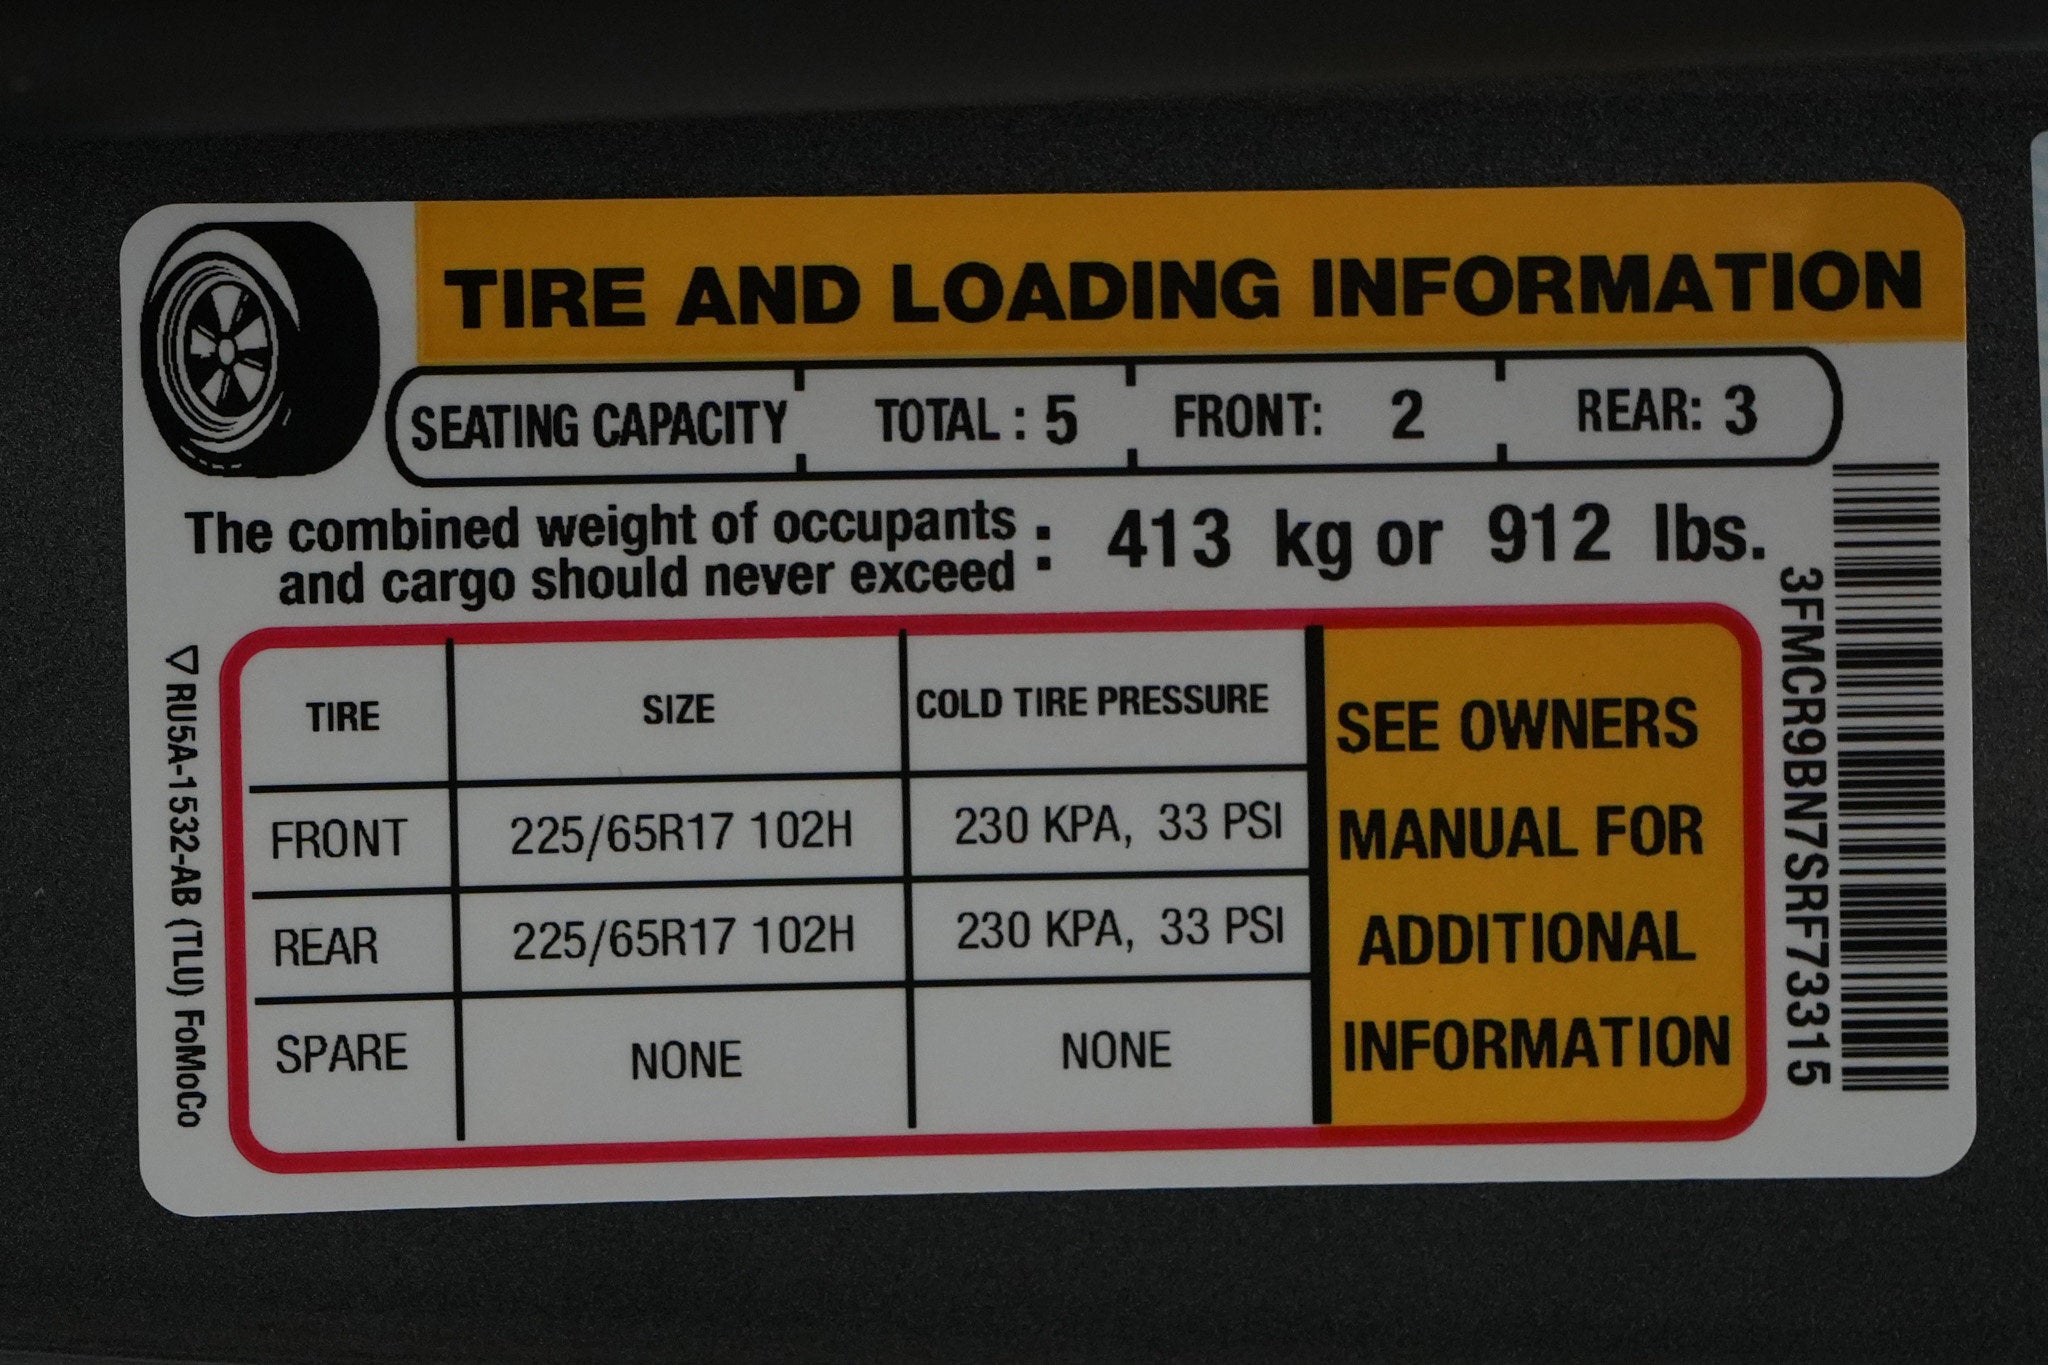 TIRE AND LOADING INFORMATION
SEATING CAPACITY TOTAL : 5 FRONT: 2 REAR: 3
The combined weight of occupants
and cargo should never exceed : 413 kg or 912 lbs.
TIRE SIZE COLD TIRE PRESSURE
FRONT 225/65R17 102H 230 KPA, 33 PSI
REAR 225/65R17 102H 230 KPA, 33 PSI
SPARE NONE NONE
SEE OWNERS
MANUAL FOR
ADDITIONAL
INFORMATION
3FMCR9BN7SRF73315
RU5A-1532-AB (TLU) FoMoCo